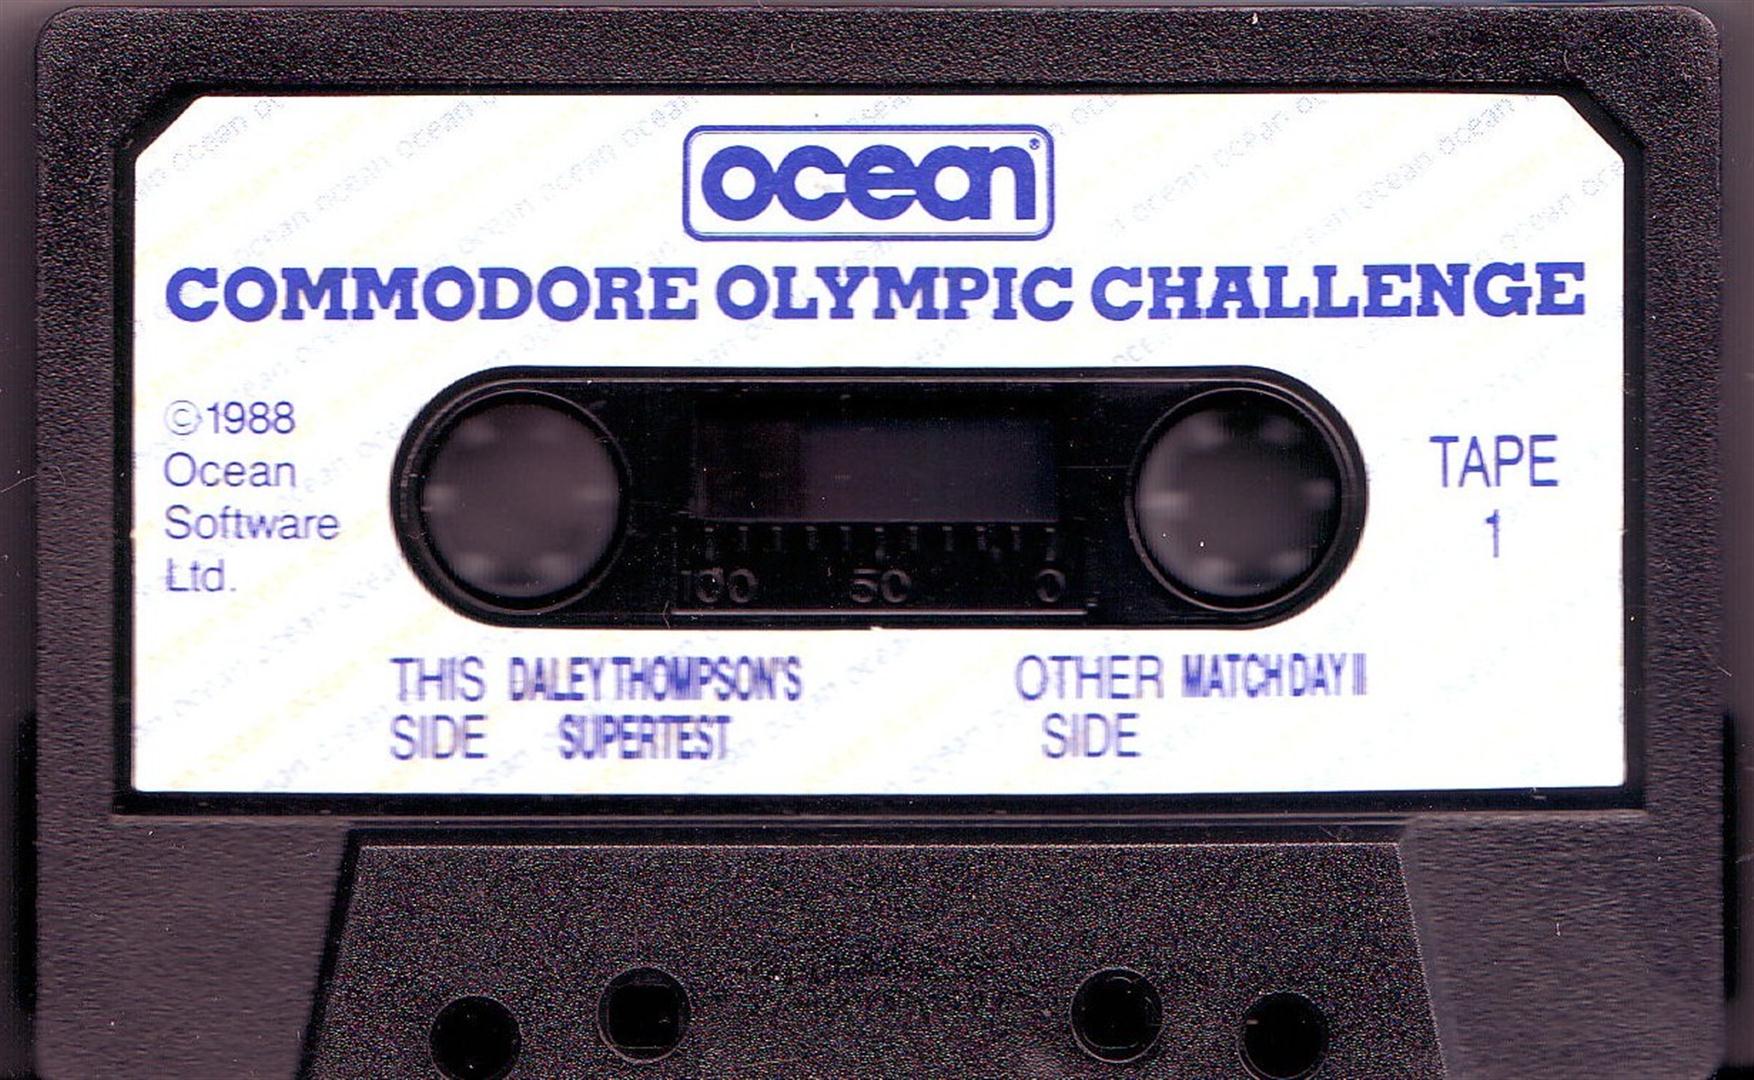 ocean®
COMMODORE OLYMPIC CHALLENGE
©1988
Ocean
Software
Ltd.
TAPE
1
100 50 0
THIS SIDE DALEY THOMPSON'S SUPERTEST
OTHER SIDE MATCH DAY II